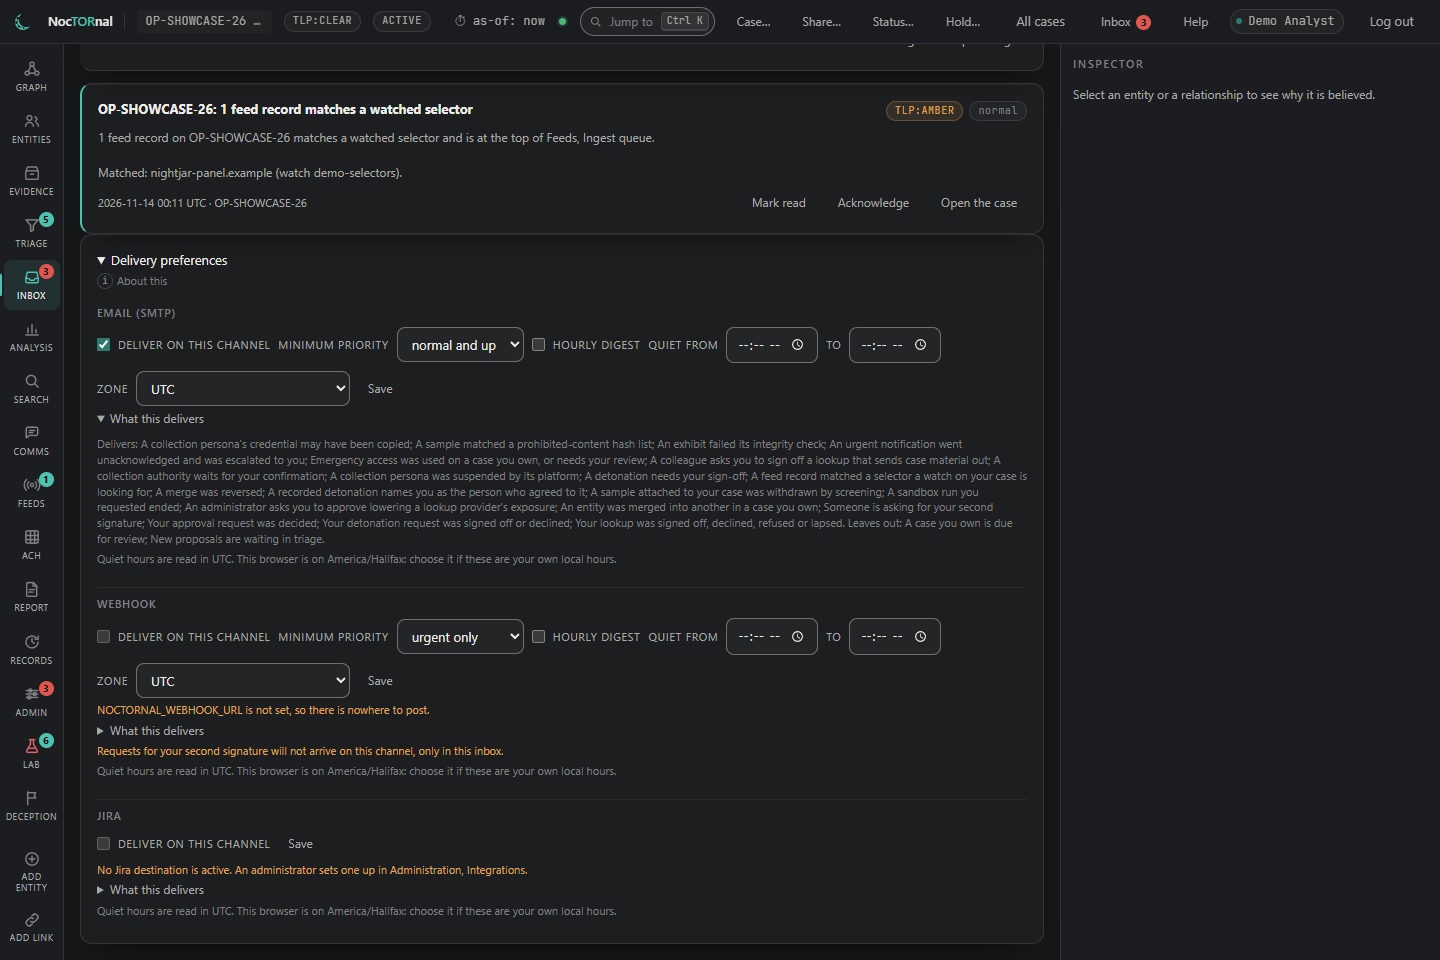 NocTORnal
OP-SHOWCASE-26 ...
TLP:CLEAR
ACTIVE
as-of: now
Jump to
Ctrl K
Case...
Share...
Status...
Hold...
All cases
Inbox 3
Help
Demo Analyst
Log out
GRAPH
ENTITIES
EVIDENCE
5
TRIAGE
3
INBOX
ANALYSIS
SEARCH
COMMS
1
FEEDS
ACH
REPORT
RECORDS
3
ADMIN
6
LAB
DECEPTION
ADD
ENTITY
ADD LINK
OP-SHOWCASE-26: 1 feed record matches a watched selector
TLP:AMBER
normal
1 feed record on OP-SHOWCASE-26 matches a watched selector and is at the top of Feeds, Ingest queue.
Matched: nightjar-panel.example (watch demo-selectors).
2026-11-14 00:11 UTC · OP-SHOWCASE-26
Mark read
Acknowledge
Open the case
▼ Delivery preferences
i About this
EMAIL (SMTP)
DELIVER ON THIS CHANNEL MINIMUM PRIORITY normal and up HOURLY DIGEST QUIET FROM --:-- -- TO --:-- --
ZONE UTC Save
▼ What this delivers
Delivers: A collection persona's credential may have been copied; A sample matched a prohibited-content hash list; An exhibit failed its integrity check; An urgent notification went
unacknowledged and was escalated to you; Emergency access was used on a case you own, or needs your review; A colleague asks you to sign off a lookup that sends case material out; A
collection authority waits for your confirmation; A collection persona was suspended by its platform; A detonation needs your sign-off; A feed record matched a selector a watch on your case is
looking for; A merge was reversed; A recorded detonation names you as the person who agreed to it; A sample attached to your case was withdrawn by screening; A sandbox run you
requested ended; An administrator asks you to approve lowering a lookup provider's exposure; An entity was merged into another in a case you own; Someone is asking for your second
signature; Your approval request was decided; Your detonation request was signed off or declined; Your lookup was signed off, declined, refused or lapsed. Leaves out: A case you own is due
for review; New proposals are waiting in triage.
Quiet hours are read in UTC. This browser is on America/Halifax: choose it if these are your own local hours.
WEBHOOK
DELIVER ON THIS CHANNEL MINIMUM PRIORITY urgent only HOURLY DIGEST QUIET FROM --:-- -- TO --:-- --
ZONE UTC Save
NOCTORNAL_WEBHOOK_URL is not set, so there is nowhere to post.
▶ What this delivers
Requests for your second signature will not arrive on this channel, only in this inbox.
Quiet hours are read in UTC. This browser is on America/Halifax: choose it if these are your own local hours.
JIRA
DELIVER ON THIS CHANNEL Save
No Jira destination is active. An administrator sets one up in Administration, Integrations.
▶ What this delivers
Quiet hours are read in UTC. This browser is on America/Halifax: choose it if these are your own local hours.
INSPECTOR
Select an entity or a relationship to see why it is believed.